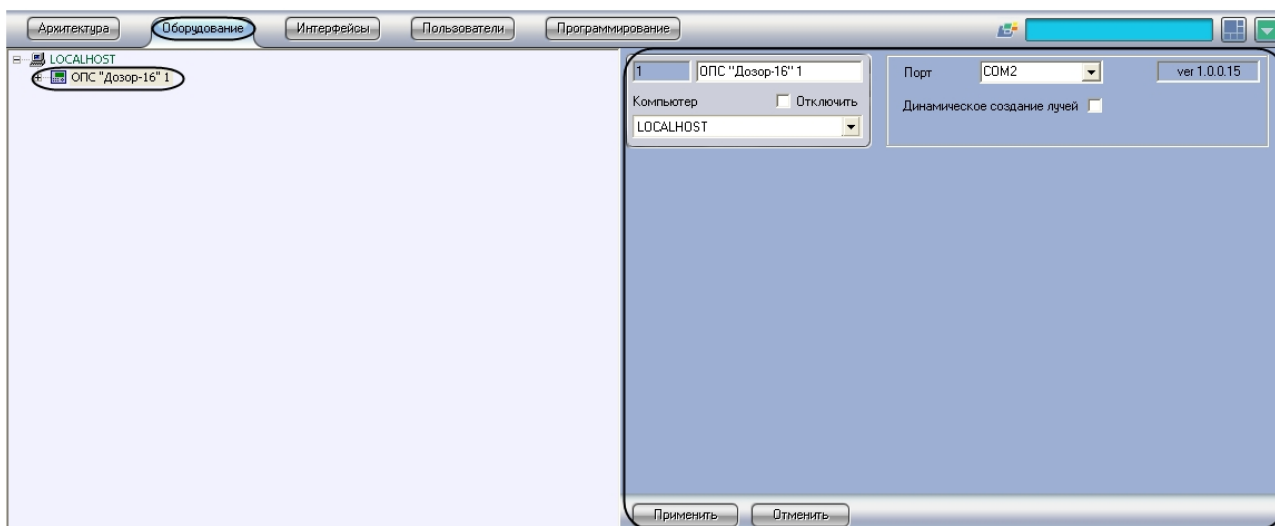 Архитектура Оборудование Интерфейсы Пользователи Программирование
LOCALHOST
ОПС "Дозор-16" 1
1 ОПС "Дозор-16" 1
Компьютер Отключить
LOCALHOST
Порт COM2 ver 1.0.0.15
Динамическое создание лучей
Применить Отменить